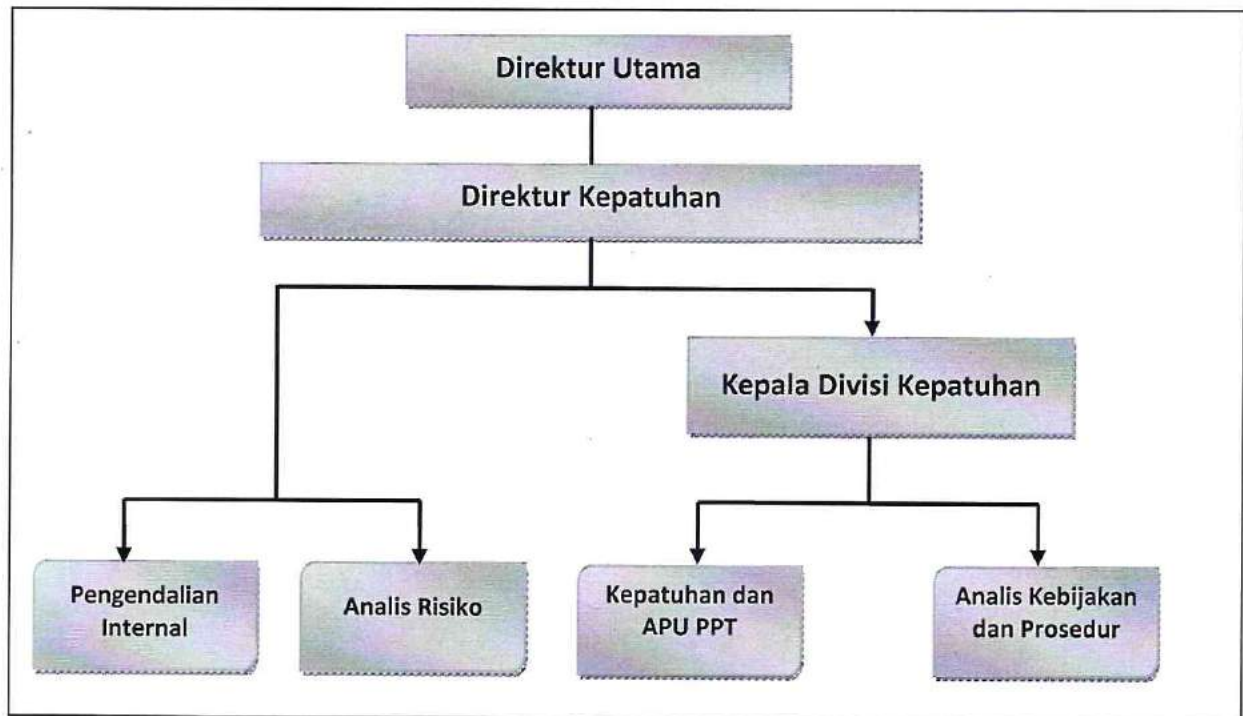 Direktur Utama
Direktur Kepatuhan
Kepala Divisi Kepatuhan
Pengendalian
Internal
Analis Risiko
Kepatuhan dan
APU PPT
Analis Kebijakan
dan Prosedur